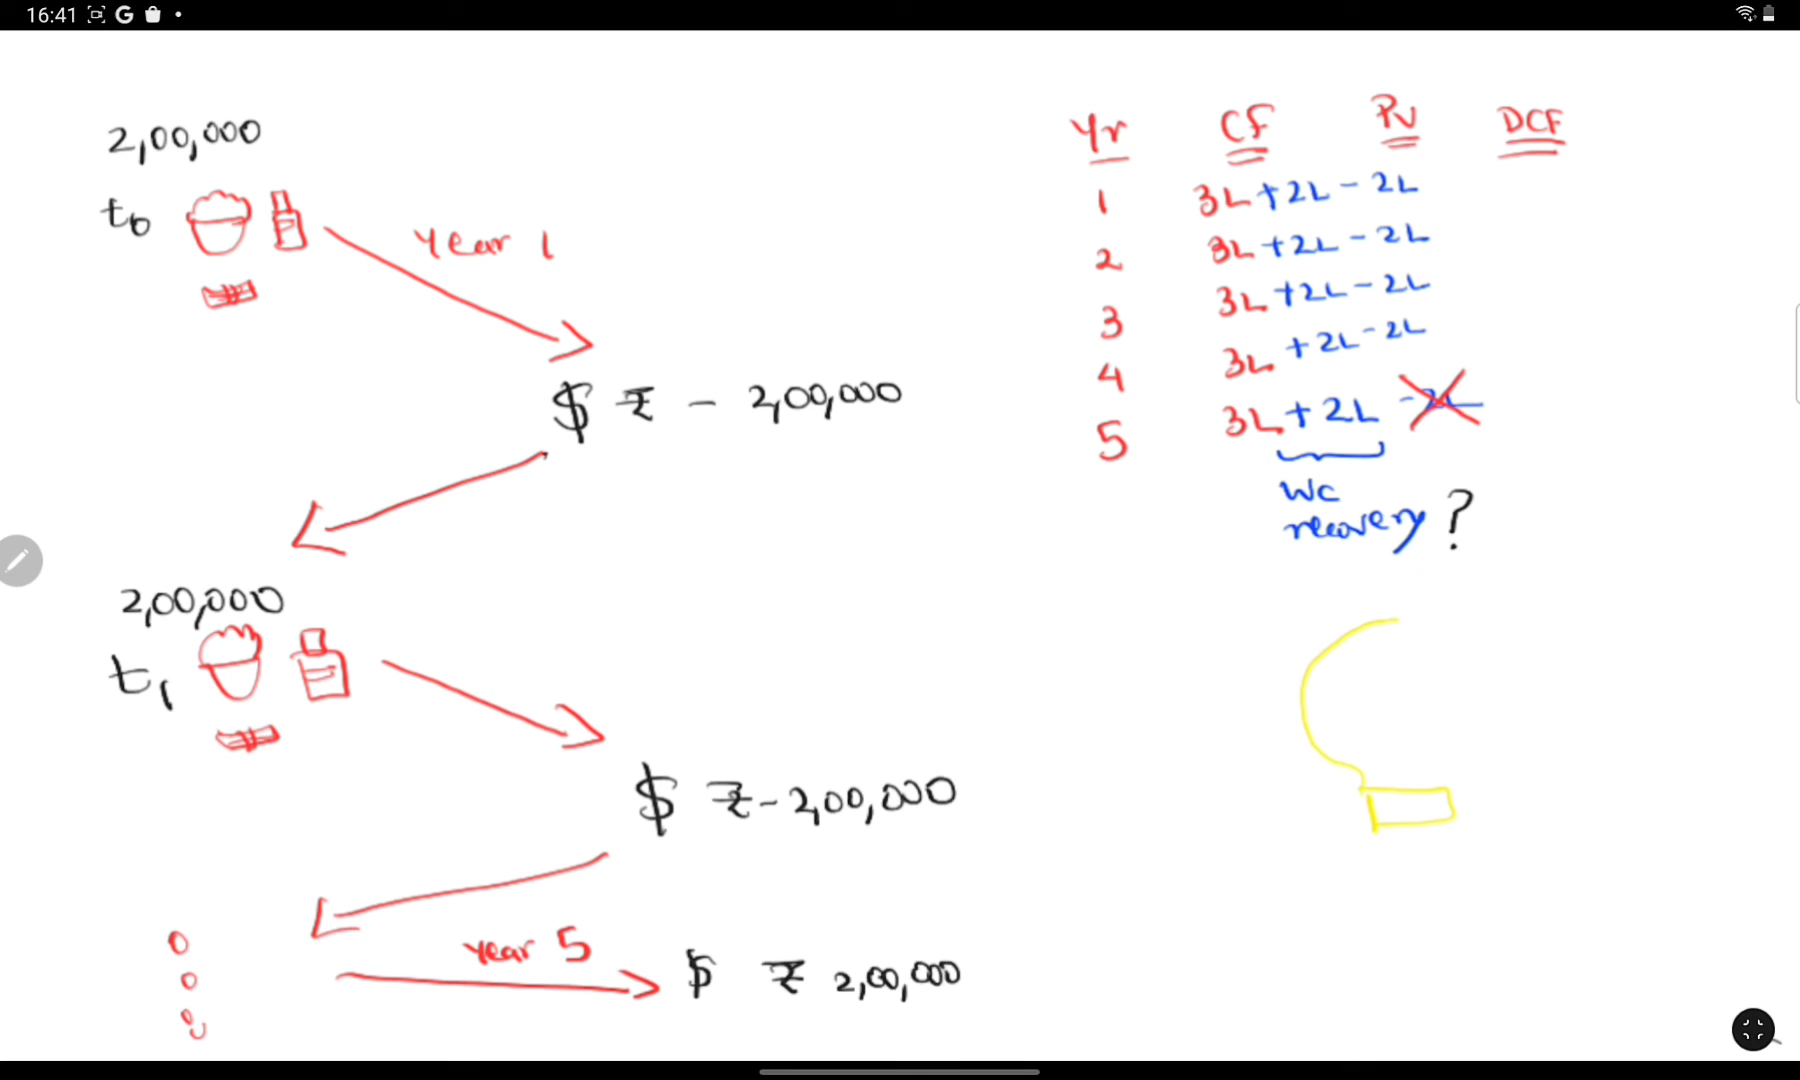 16:41
2,00,000
t0
Year 1
$ ₹ - 2,00,000
2,00,000
t1
$ ₹ - 2,00,000
Year 5
$ ₹ 2,00,000
Yr CF PV DCF
1 3L + 2L - 2L
2 3L + 2L - 2L
3 3L + 2L - 2L
4 3L + 2L - 2L
5 3L + 2L - 2L
WC
recovery ?